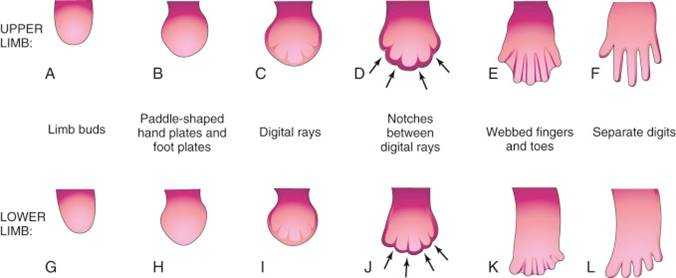 UPPER
LIMB:
A
B
C
D
E
F
Limb buds
Paddle-shaped
hand plates and
foot plates
Digital rays
Notches
between
digital rays
Webbed fingers
and toes
Separate digits
LOWER
LIMB:
G
H
I
J
K
L